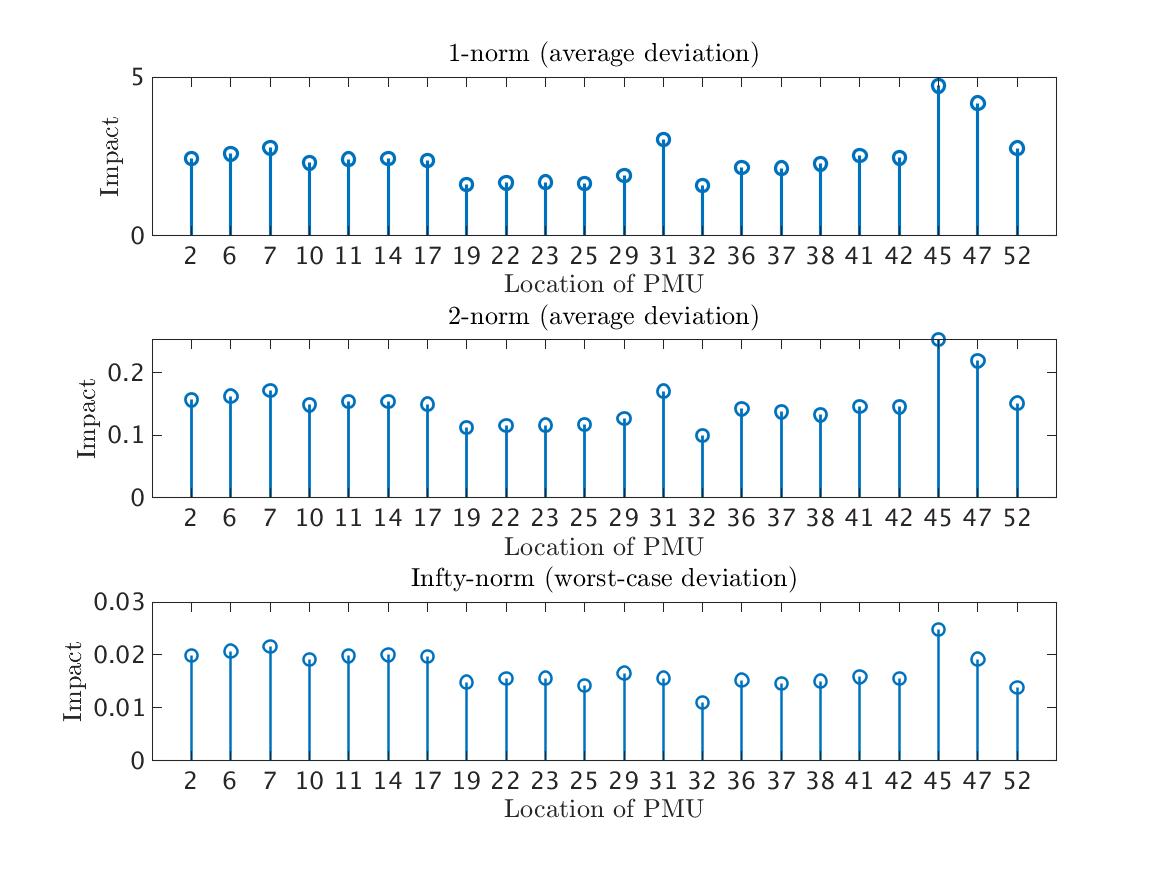 1-norm (average deviation)
5
0
Impact
2 6 7 10 11 14 17 19 22 23 25 29 31 32 36 37 38 41 42 45 47 52
Location of PMU
2-norm (average deviation)
0.2
0.1
0
Impact
2 6 7 10 11 14 17 19 22 23 25 29 31 32 36 37 38 41 42 45 47 52
Location of PMU
Infty-norm (worst-case deviation)
0.03
0.02
0.01
0
Impact
2 6 7 10 11 14 17 19 22 23 25 29 31 32 36 37 38 41 42 45 47 52
Location of PMU